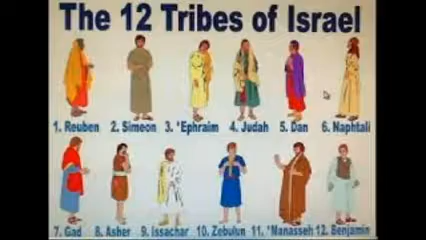 The 12 Tribes of Israel
1. Reuben 2. Simeon 3. *Ephraim 4. Judah 5. Dan 6. Naphtali
7. Gad 8. Asher 9. Issachar 10. Zebulun 11. *Manasseh 12. Benjamin